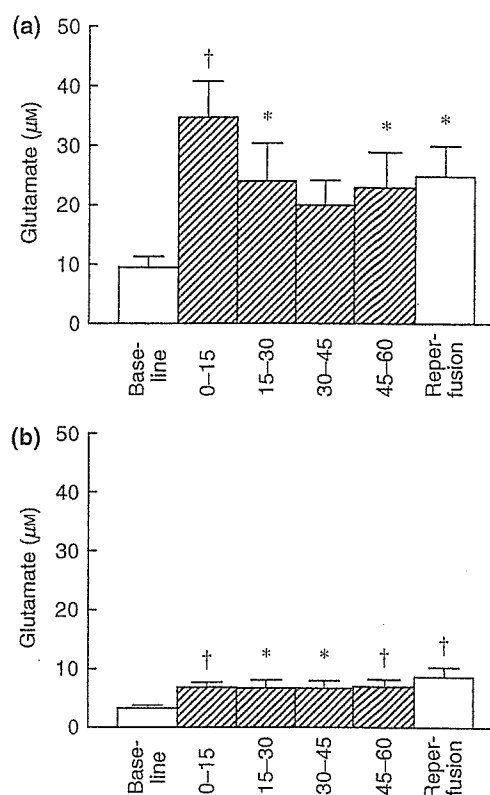 (a)
50
40
30
20
10
0
Glutamate (μM)
†
*
*
*
Base-
line
0–15
15–30
30–45
45–60
Reper-
fusion
(b)
50
40
30
20
10
0
Glutamate (μM)
†
*
*
†
†
Base-
line
0–15
15–30
30–45
45–60
Reper-
fusion